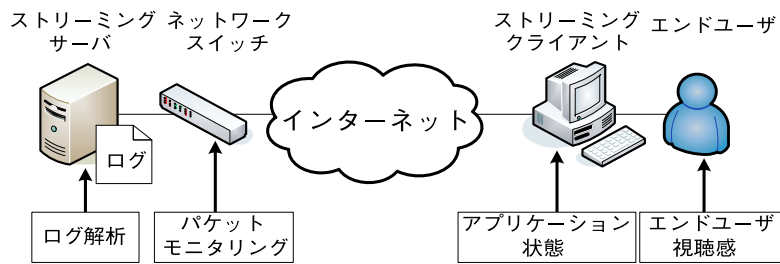 ストリーミング
サーバ
ネットワーク
スイッチ
ストリーミング
クライアント
エンドユーザ
インターネット
ログ
ログ解析
パケット
モニタリング
アプリケーション
状態
エンドユーザ
視聴感